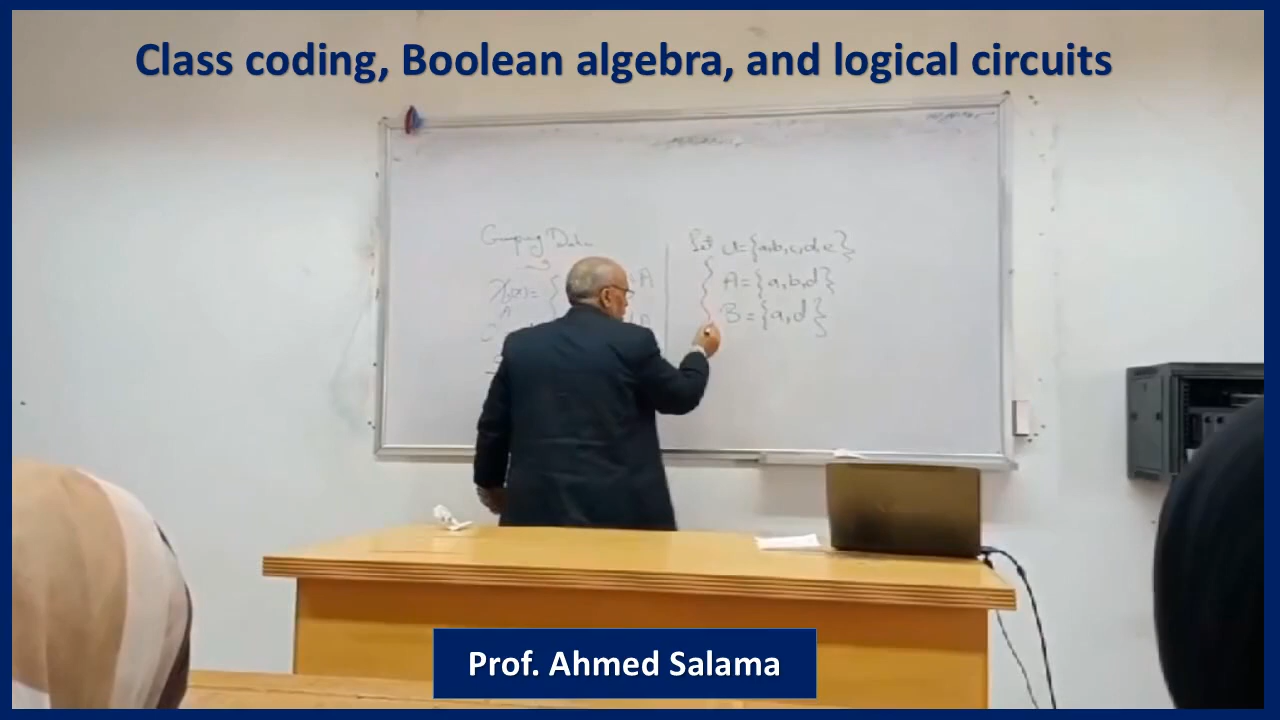 Class coding, Boolean algebra, and logical circuits
Grouping Data
Let U={a,b,c,d,e}
A={a,b,d}
B={a,d}
Prof. Ahmed Salama